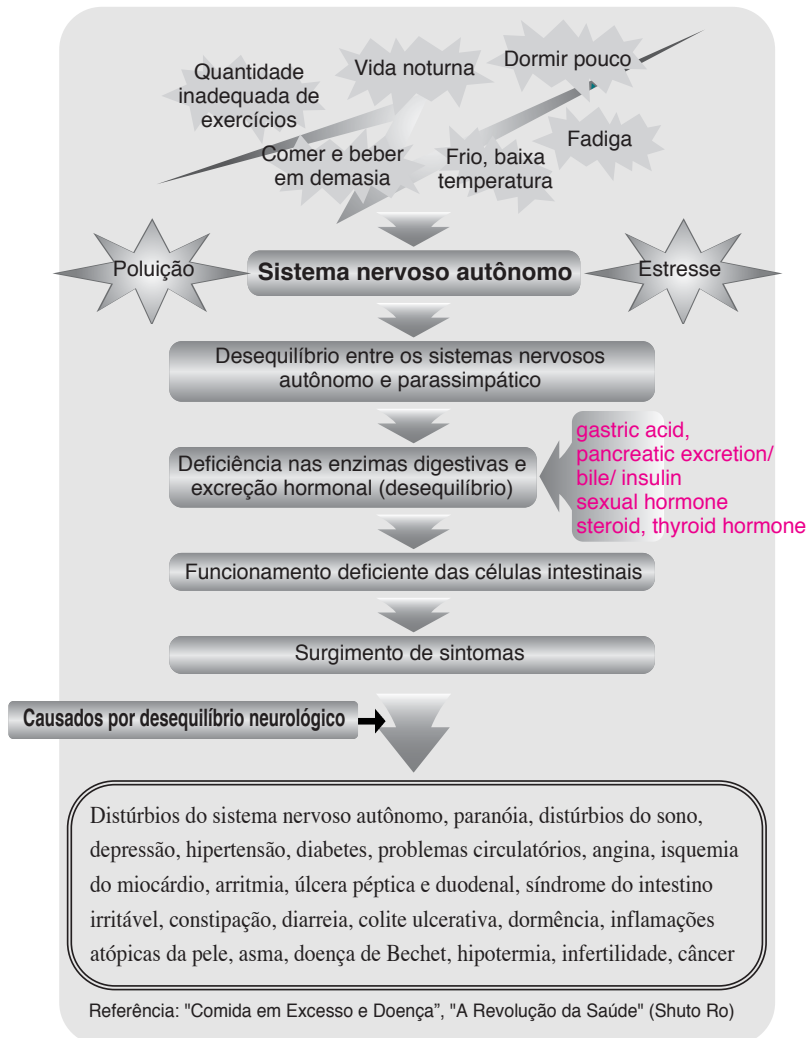 Quantidade
inadequada de
exercícios
Vida noturna
Dormir pouco
Comer e beber
em demasia
Frio, baixa
temperatura
Fadiga
Poluição
Sistema nervoso autônomo
Estresse
Desequilíbrio entre os sistemas nervosos
autônomo e parassimpático
Deficiência nas enzimas digestivas e
excreção hormonal (desequilíbrio)
gastric acid,
pancreatic excretion/
bile/ insulin
sexual hormone
steroid, thyroid hormone
Funcionamento deficiente das células intestinais
Surgimento de sintomas
Causados por desequilíbrio neurológico
Distúrbios do sistema nervoso autônomo, paranóia, distúrbios do sono,
depressão, hipertensão, diabetes, problemas circulatórios, angina, isquemia
do miocárdio, arritmia, úlcera péptica e duodenal, síndrome do intestino
irritável, constipação, diarreia, colite ulcerativa, dormência, inflamações
atópicas da pele, asma, doença de Bechet, hipotermia, infertilidade, câncer
Referência: "Comida em Excesso e Doença”, "A Revolução da Saúde" (Shuto Ro)